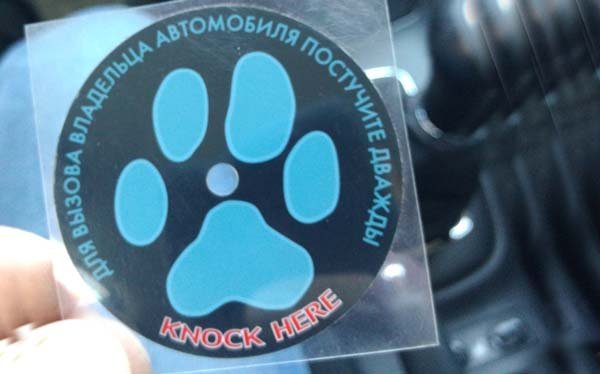 ДЛЯ ВЫЗОВА ВЛАДЕЛЬЦА АВТОМОБИЛЯ ПОСТУЧИТЕ ДВАЖДЫ
KNOCK HERE